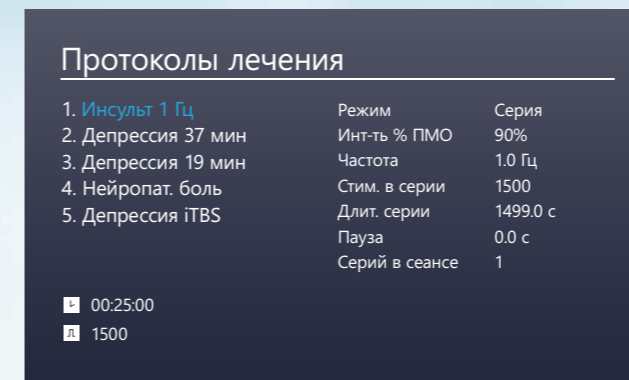 Протоколы лечения
1. Инсульт 1 Гц
2. Депрессия 37 мин
3. Депрессия 19 мин
4. Нейропат. боль
5. Депрессия iTBS
Режим Серия
Инт-ть % ПМО 90%
Частота 1.0 Гц
Стим. в серии 1500
Длит. серии 1499.0 с
Пауза 0.0 с
Серий в сеансе 1
00:25:00
1500